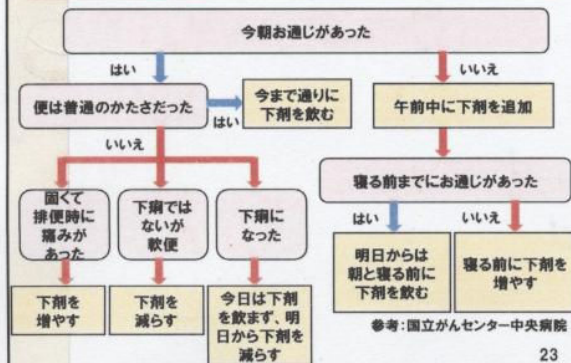 今朝お通じがあった
はい
いいえ
便は普通のかたさだった
はい
今まで通りに
下剤を飲む
午前中に下剤を追加
いいえ
固くて
排便時に
痛みが
あった
下痢では
ないが
軟便
下痢に
なった
寝る前までにお通じがあった
はい
いいえ
下剤を
増やす
下剤を
減らす
今日は下剤
を飲まず、明
日から下剤を
減らす
明日からは
朝と寝る前に
下剤を飲む
寝る前に下剤を
増やす
参考:国立がんセンター中央病院
23